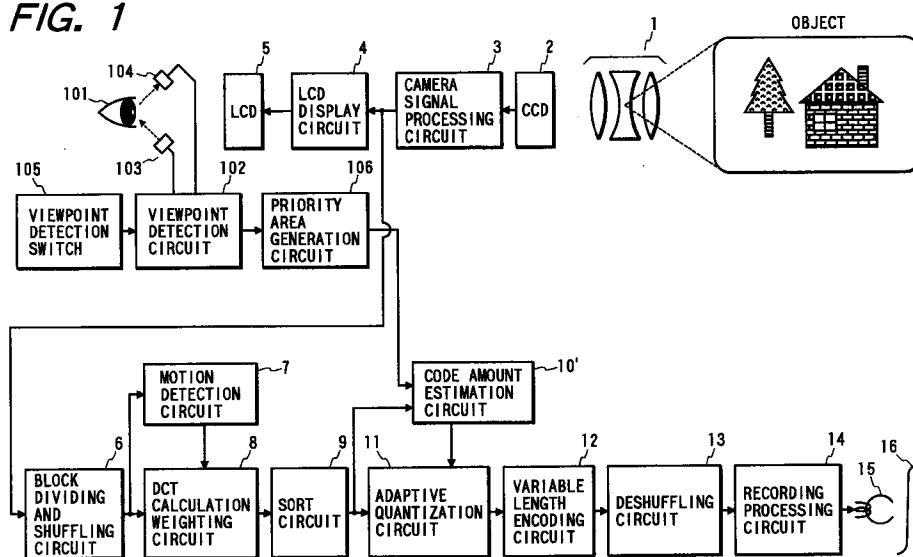 FIG. 1
OBJECT
1
2
3
4
5
104
101
103
LCD
LCD
DISPLAY
CIRCUIT
CAMERA
SIGNAL
PROCESSING
CIRCUIT
CCD
105
102
106
VIEWPOINT
DETECTION
SWITCH
VIEWPOINT
DETECTION
CIRCUIT
PRIORITY
AREA
GENERATION
CIRCUIT
MOTION
DETECTION
CIRCUIT
7
CODE AMOUNT
ESTIMATION
CIRCUIT
10'
6
8
9
11
12
13
14
15
16
BLOCK
DIVIDING
AND
SHUFFLING
CIRCUIT
DCT
CALCULATION
WEIGHTING
CIRCUIT
SORT
CIRCUIT
ADAPTIVE
QUANTIZATION
CIRCUIT
VARIABLE
LENGTH
ENCODING
CIRCUIT
DESHUFFLING
CIRCUIT
RECORDING
PROCESSING
CIRCUIT